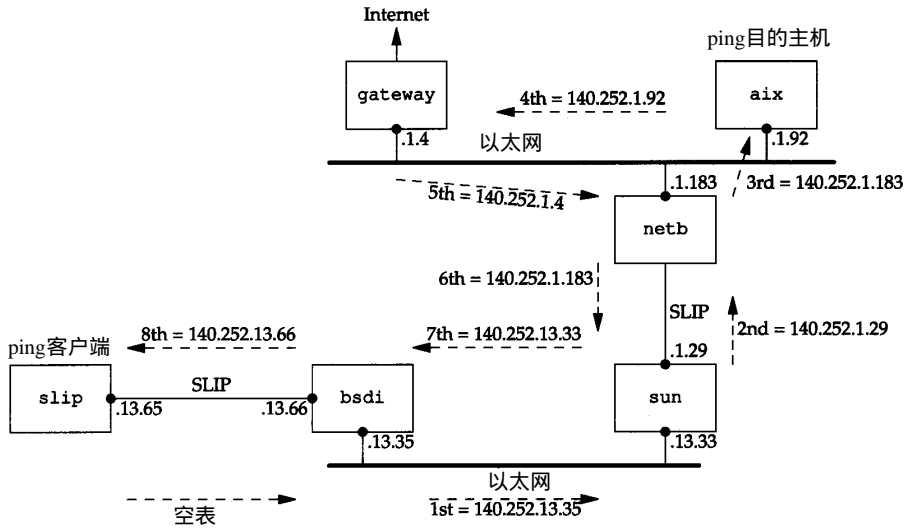 Internet
ping目的主机
gateway
4th = 140.252.1.92
aix
.1.4
以太网
.1.92
5th = 140.252.1.4
.1.183
3rd = 140.252.1.183
netb
6th = 140.252.1.183
SLIP
2nd = 140.252.1.29
8th = 140.252.13.66
7th = 140.252.13.33
ping客户端
.1.29
slip
SLIP
bsdi
sun
.13.65
.13.66
.13.35
.13.33
以太网
空表
1st = 140.252.13.35